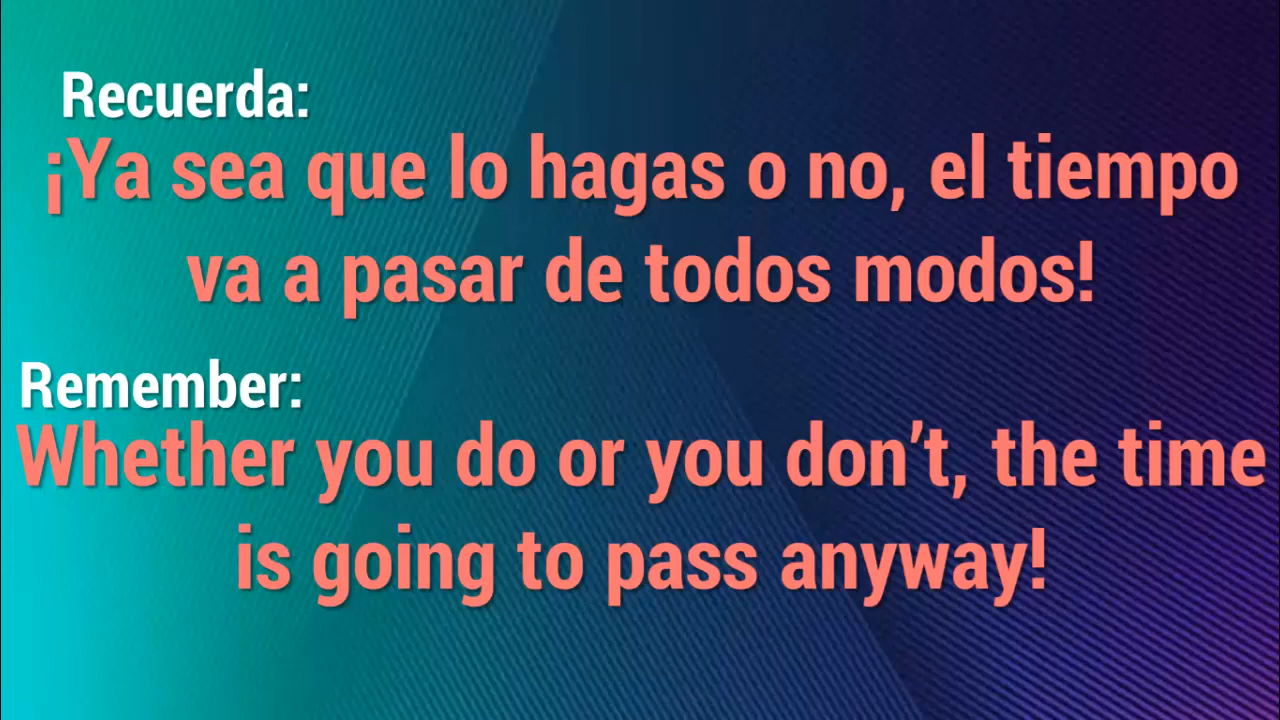 Recuerda:
¡Ya sea que lo hagas o no, el tiempo
va a pasar de todos modos!
Remember:
Whether you do or you don’t, the time
is going to pass anyway!